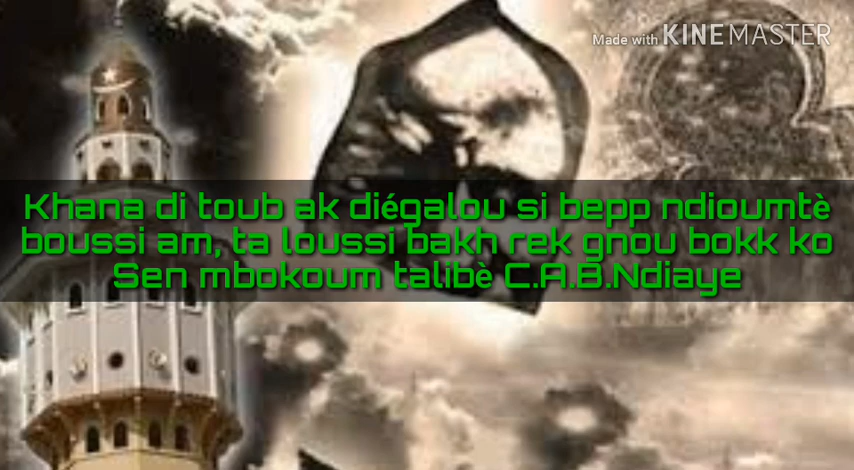 Made with KINEMASTER
Khana di toub ak diégalou si bepp ndioumtè
boussi am, ta loussi bakh rek gnou bokk ko
Sen mbokoum talibè C.A.B.Ndiaye